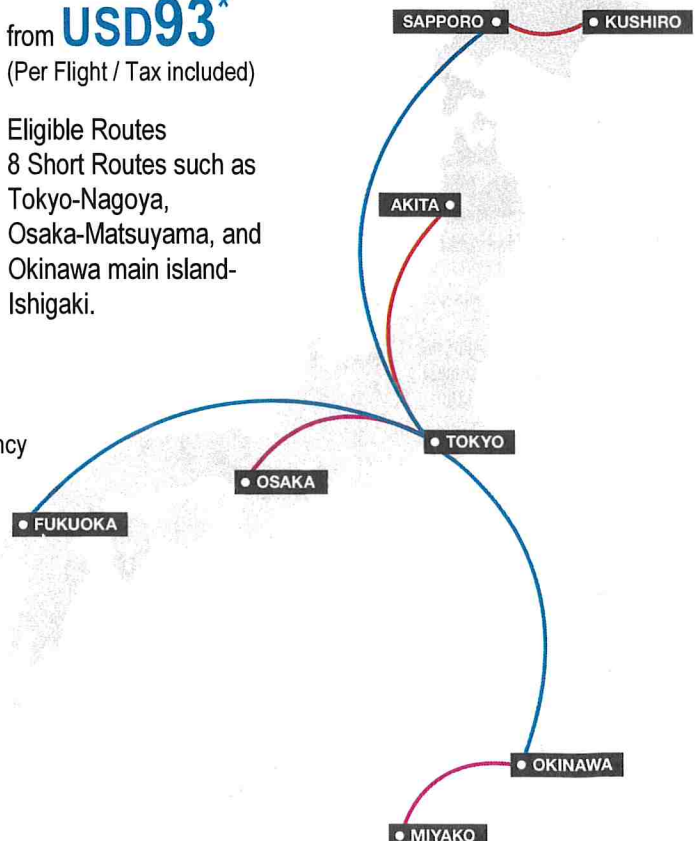 from USD93*
(Per Flight / Tax included)
Eligible Routes
8 Short Routes such as
Tokyo-Nagoya,
Osaka-Matsuyama, and
Okinawa main island-
Ishigaki.
ncy
SAPPORO
KUSHIRO
AKITA
TOKYO
OSAKA
FUKUOKA
OKINAWA
MIYAKO